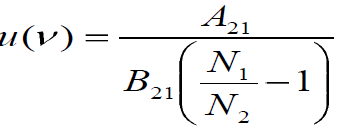 u(ν) = A₂₁ / B₂₁(N₁/N₂ − 1)